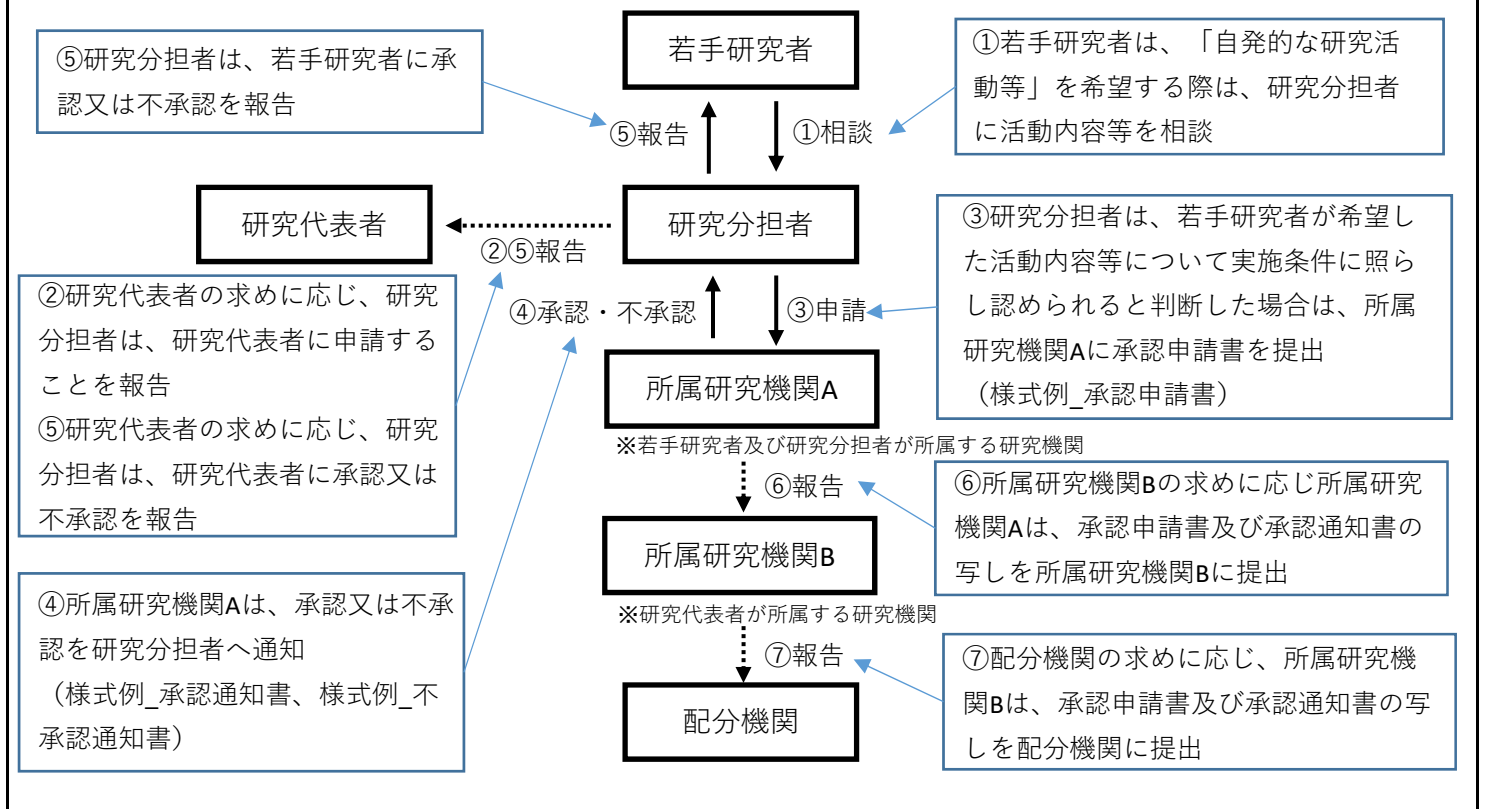 ⑤研究分担者は、若手研究者に承
認又は不承認を報告
若手研究者
①若手研究者は、「自発的な研究活
動等」を希望する際は、研究分担者
に活動内容等を相談
⑤報告
①相談
研究代表者
研究分担者
②⑤報告
③研究分担者は、若手研究者が希望し
た活動内容等について実施条件に照ら
し認められると判断した場合は、所属
研究機関Aに承認申請書を提出
（様式例_承認申請書）
②研究代表者の求めに応じ、研究
分担者は、研究代表者に申請する
ことを報告
⑤研究代表者の求めに応じ、研究
分担者は、研究代表者に承認又は
不承認を報告
④承認・不承認
③申請
所属研究機関A
※若手研究者及び研究分担者が所属する研究機関
⑥報告
⑥所属研究機関Bの求めに応じ所属研究
機関Aは、承認申請書及び承認通知書の
写しを所属研究機関Bに提出
所属研究機関B
※研究代表者が所属する研究機関
④所属研究機関Aは、承認又は不承
認を研究分担者へ通知
（様式例_承認通知書、様式例_不
承認通知書）
⑦報告
⑦配分機関の求めに応じ、所属研究機
関Bは、承認申請書及び承認通知書の写
しを配分機関に提出
配分機関